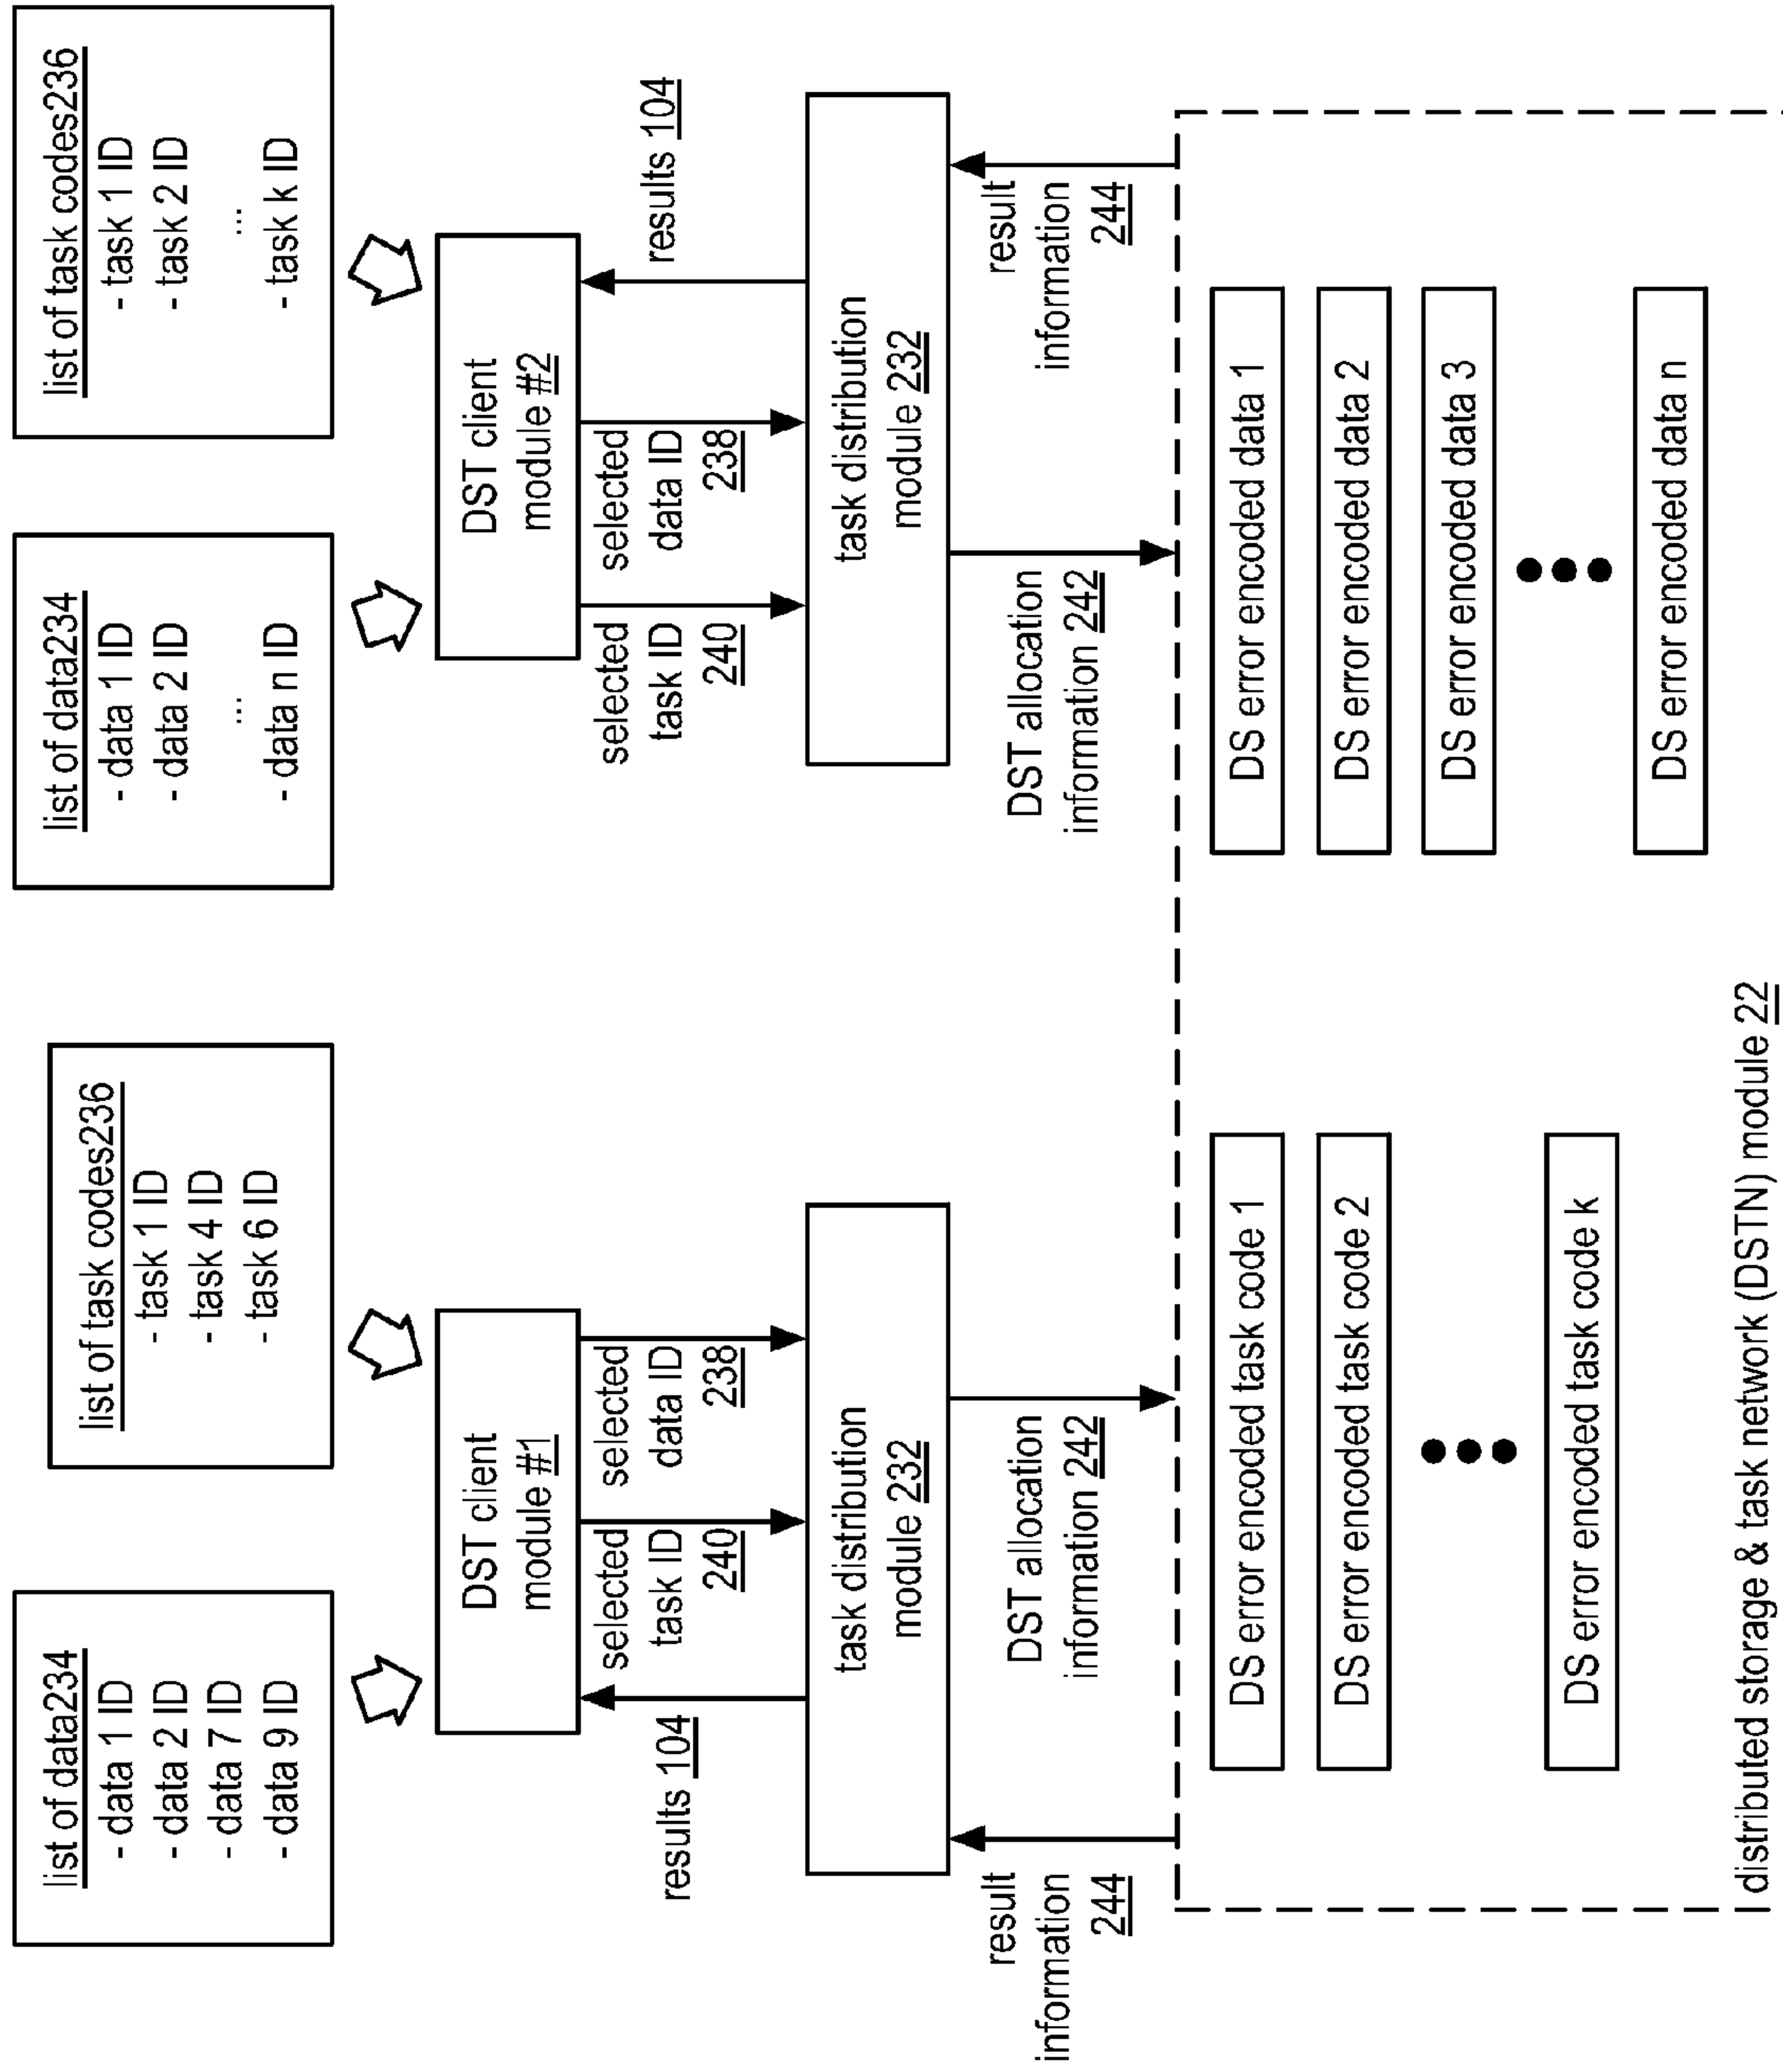 list of data234
- data 1 ID
- data 2 ID
- data 7 ID
- data 9 ID
list of task codes236
- task 1 ID
- task 4 ID
- task 6 ID
list of data234
- data 1 ID
- data 2 ID
...
- data n ID
list of task codes236
- task 1 ID
- task 2 ID
...
- task k ID
DST client
module #1
DST client
module #2
results 104
selected
task ID
240
selected
data ID
238
selected
task ID
240
selected
data ID
238
results 104
task distribution
module 232
task distribution
module 232
result
information
244
DST allocation
information 242
DST allocation
information 242
result
information
244
DS error encoded task code 1
DS error encoded task code 2
DS error encoded task code k
DS error encoded data 1
DS error encoded data 2
DS error encoded data 3
DS error encoded data n
distributed storage & task network (DSTN) module 22